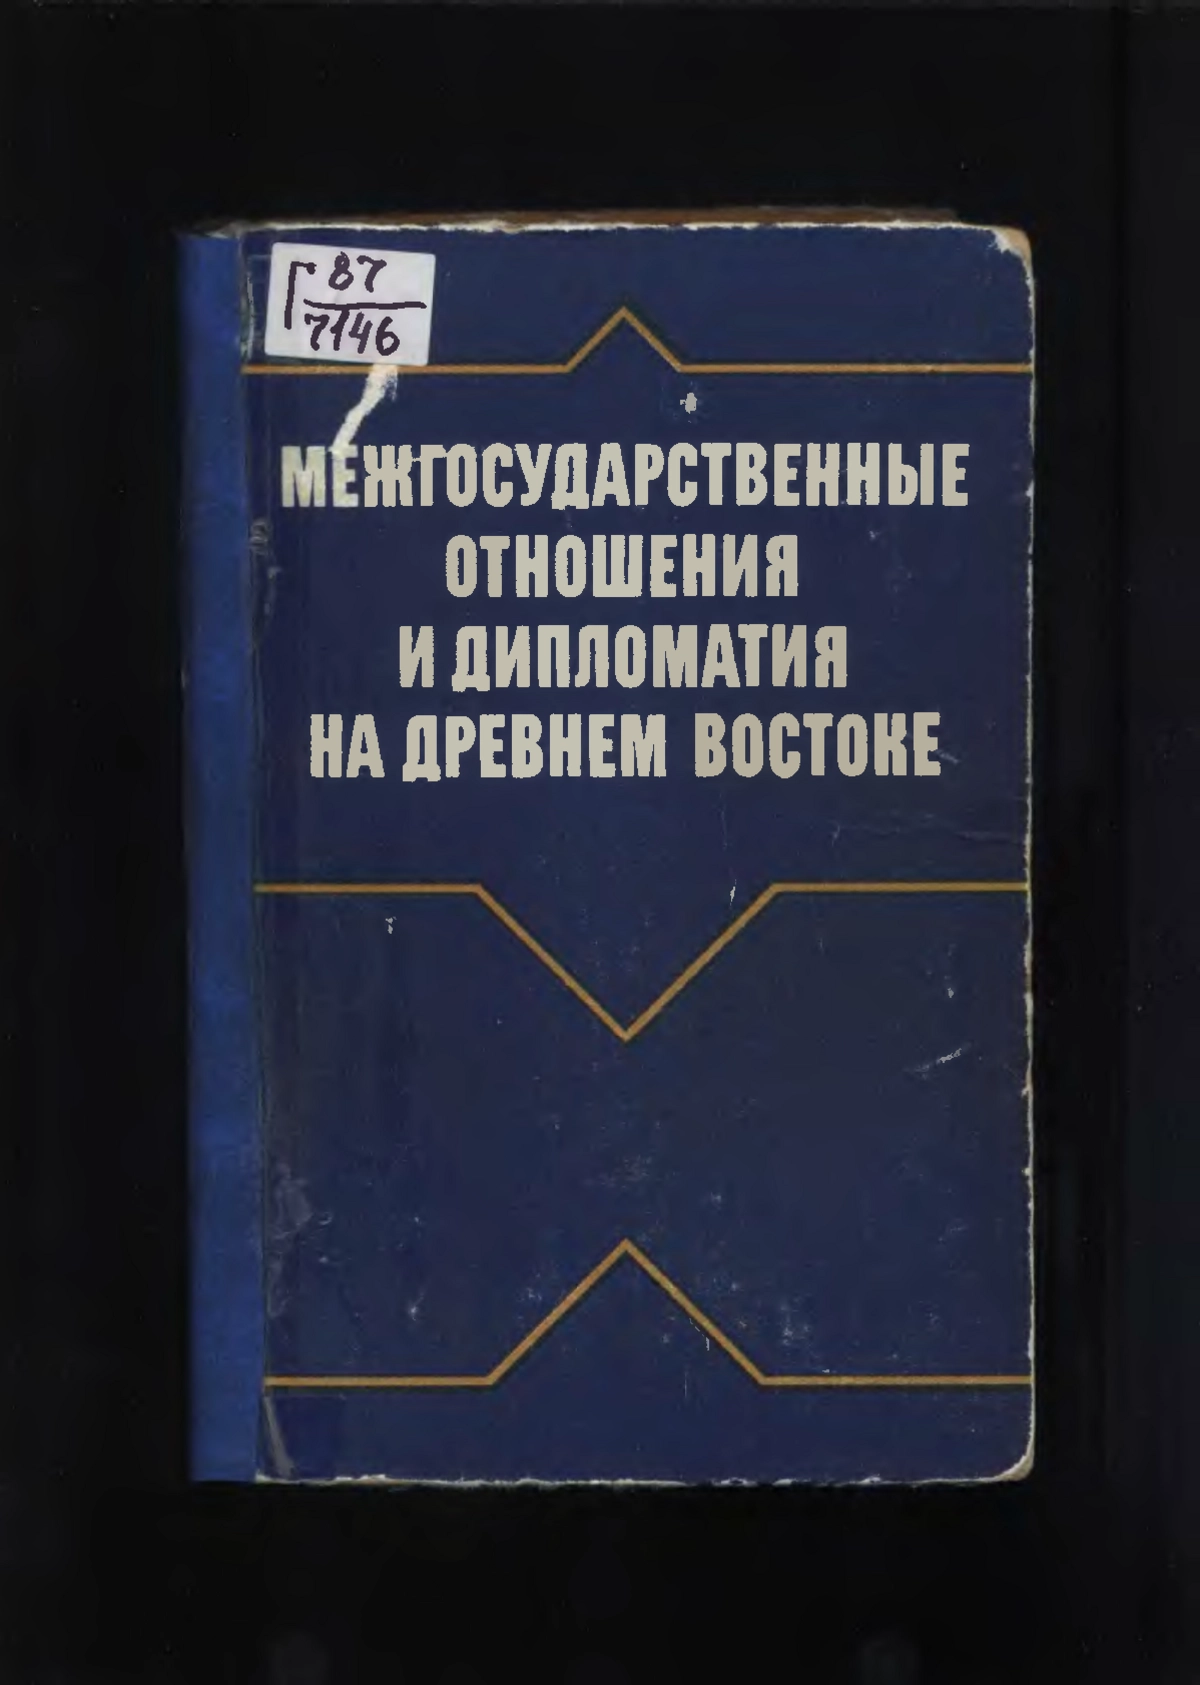 Г 87
7146
МЕЖГОСУДАРСТВЕННЫЕ
ОТНОШЕНИЯ
И ДИПЛОМАТИЯ
НА ДРЕВНЕМ ВОСТОКЕ